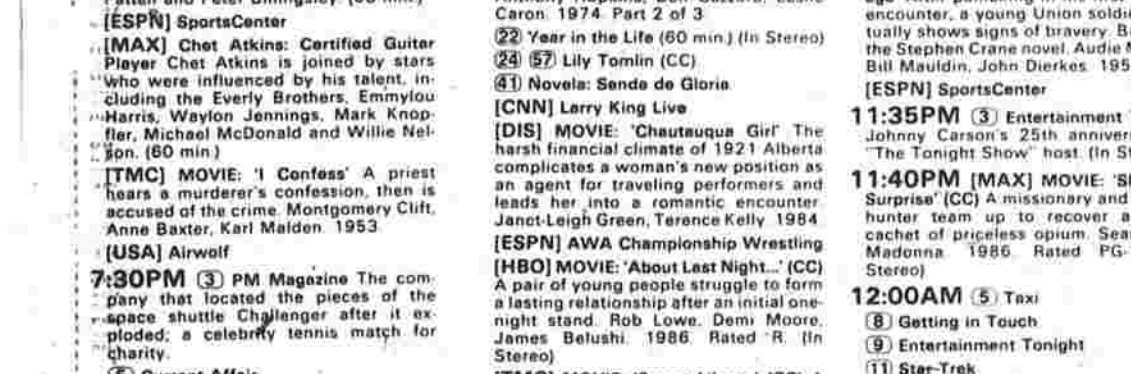 [ESPN] SportsCenter
[MAX] Chet Atkins: Certified Guitar
Player Chet Atkins is joined by stars
who were influenced by his talent, in-
cluding the Everly Brothers, Emmylou
Harris, Waylon Jennings, Mark Knop-
fler, Michael McDonald and Willie Nel-
son. (60 min.)
[TMC] MOVIE: 'I Confess' A priest
hears a murderer's confession, then is
accused of the crime. Montgomery Clift,
Anne Baxter, Karl Malden. 1953
[USA] Airwolf
7:30PM (3) PM Magazine The com-
pany that located the pieces of the
space shuttle Challenger after it ex-
ploded; a celebrity tennis match for
charity.
(5) Current Affair
Caron. 1974. Part 2 of 3
(22) Year in the Life (60 min.) (In Stereo)
(24) (57) Lily Tomlin (CC)
(41) Novela: Senda de Gloria
[CNN] Larry King Live
[DIS] MOVIE: 'Chautauqua Girl' The
harsh financial climate of 1921 Alberta
complicates a woman's new position as
an agent for traveling performers and
leads her into a romantic encounter.
Janet-Leigh Green, Terence Kelly 1984
[ESPN] AWA Championship Wrestling
[HBO] MOVIE: 'About Last Night...' (CC)
A pair of young people struggle to form
a lasting relationship after an initial one-
night stand. Rob Lowe, Demi Moore,
James Belushi. 1986. Rated R. (In
Stereo)
encounter, a young Union
tually shows signs of bravery.
the Stephen Crane novel. Audie
Bill Mauldin, John Dierkes.
[ESPN] SportsCenter
11:35PM (3) Entertainment
Johnny Carson's 25th
"The Tonight Show" host. (In
11:40PM [MAX] MOVIE:
Surprise' (CC) A missionary and
hunter team up to recover a
cachet of priceless opium.
Madonna. 1986. Rated PG-
Stereo)
12:00AM (5) Taxi
(8) Getting in Touch
(9) Entertainment Tonight
(11) Star-Trek